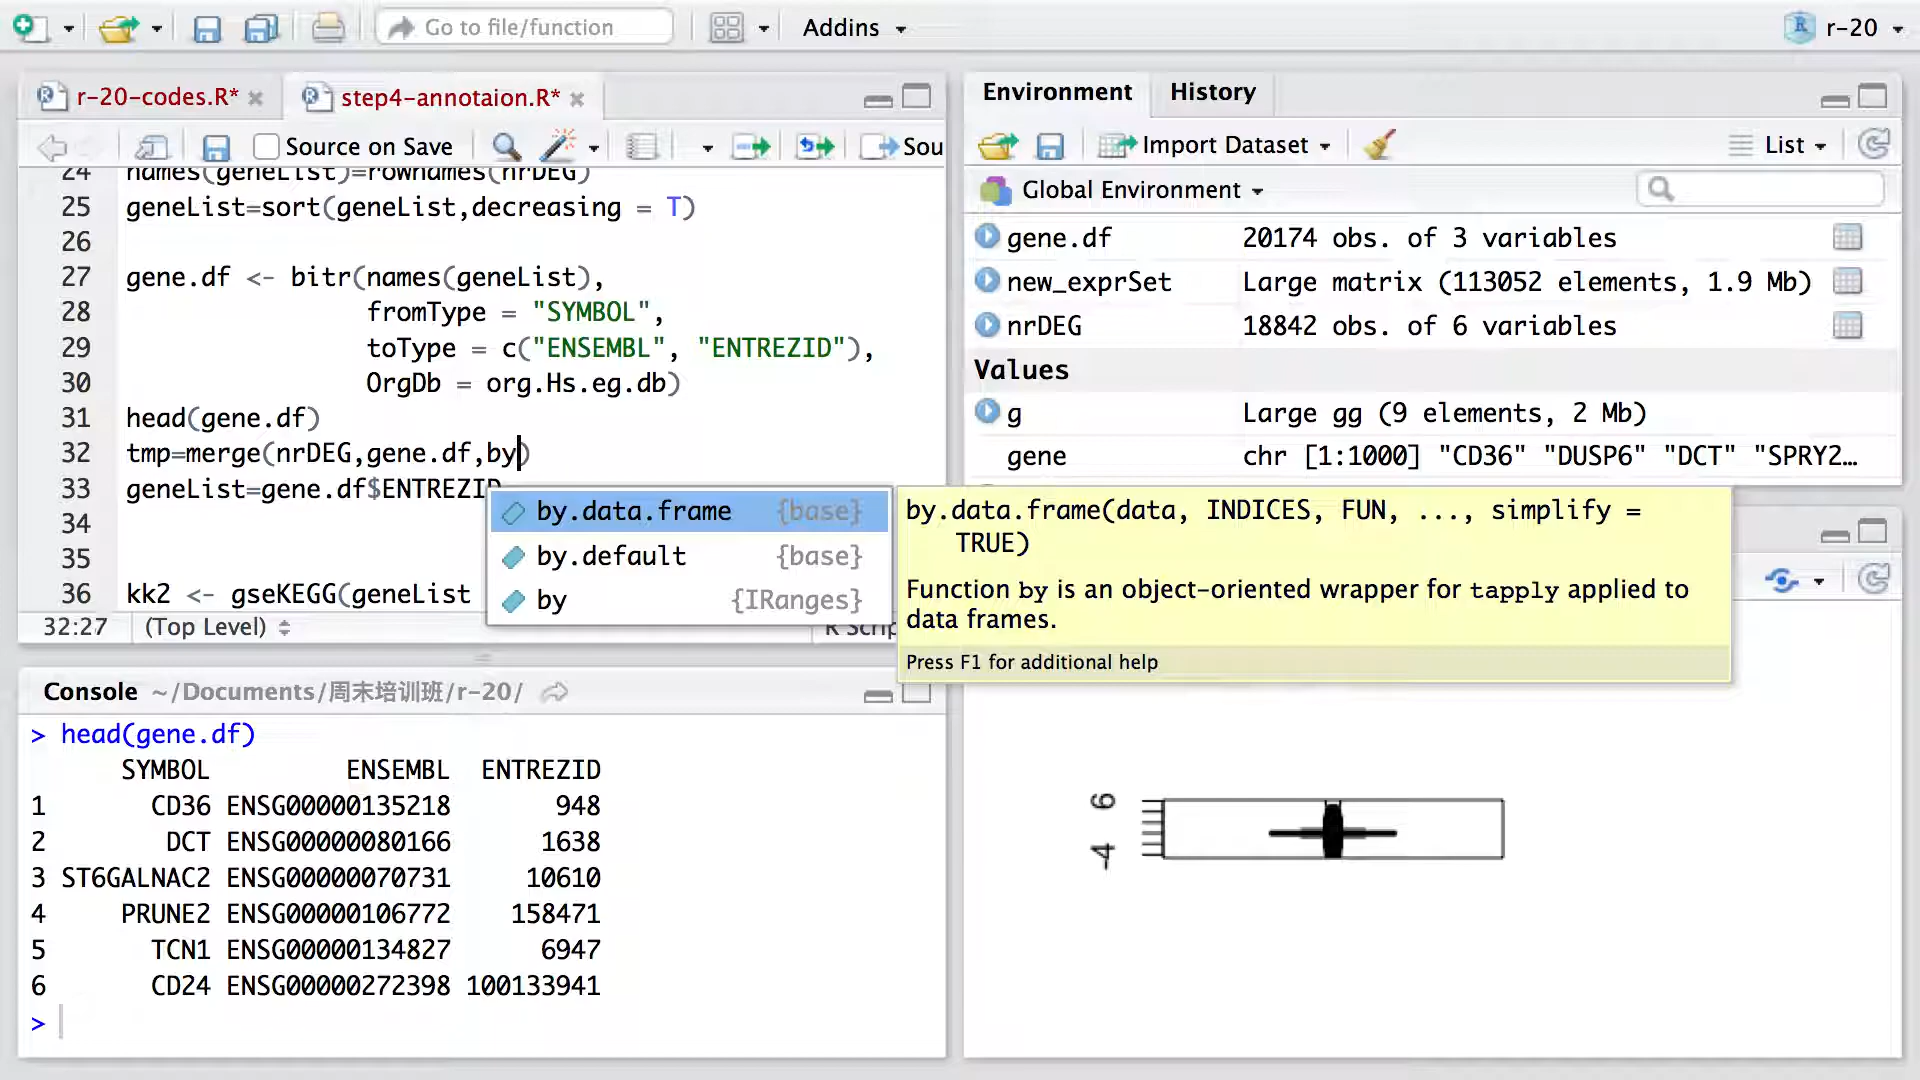 Go to file/function
Addins
r-20
r-20-codes.R*
step4-annotaion.R*
Source on Save
Sou
24 names(geneList)=rownames(nrDEG)
25 geneList=sort(geneList,decreasing = T)
26
27 gene.df <- bitr(names(geneList),
28 fromType = "SYMBOL",
29 toType = c("ENSEMBL", "ENTREZID"),
30 OrgDb = org.Hs.eg.db)
31 head(gene.df)
32 tmp=merge(nrDEG,gene.df,by)
33 geneList=gene.df$ENTREZID
34
35
36 kk2 <- gseKEGG(geneList
by.data.frame {base}
by.default {base}
by {IRanges}
by.data.frame(data, INDICES, FUN, ..., simplify =
TRUE)
Function by is an object-oriented wrapper for tapply applied to
data frames.
Press F1 for additional help
32:27 (Top Level) R Scrip
Console ~/Documents/周末培训班/r-20/
> head(gene.df)
SYMBOL ENSEMBL ENTREZID
1 CD36 ENSG00000135218 948
2 DCT ENSG00000080166 1638
3 ST6GALNAC2 ENSG00000070731 10610
4 PRUNE2 ENSG00000106772 158471
5 TCN1 ENSG00000134827 6947
6 CD24 ENSG00000272398 100133941
>
Environment History
Import Dataset List
Global Environment
gene.df 20174 obs. of 3 variables
new_exprSet Large matrix (113052 elements, 1.9 Mb)
nrDEG 18842 obs. of 6 variables
Values
g Large gg (9 elements, 2 Mb)
gene chr [1:1000] "CD36" "DUSP6" "DCT" "SPRY2…
6
-4